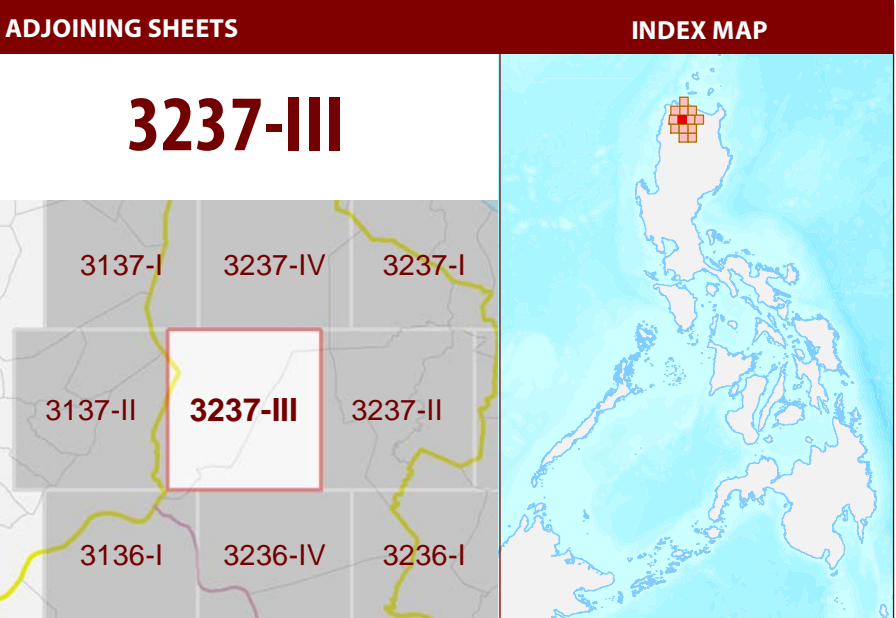 ADJOINING SHEETS
INDEX MAP
3237-III
3137-I
3237-IV
3237-I
3137-II
3237-III
3237-II
3136-I
3236-IV
3236-I